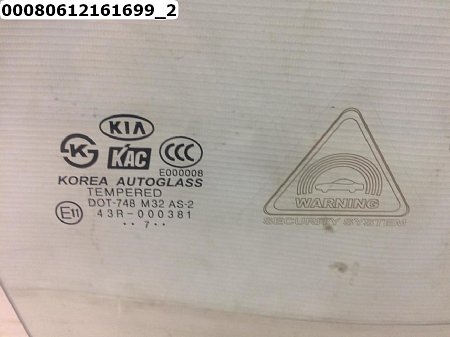 00080612161699_2
KIA
KAC
CCC
E000008
KOREA AUTOGLASS
TEMPERED
DOT-748 M32 AS-2
E11 43R-000381
•• 7 ••
WARNING
SECURITY SYSTEM